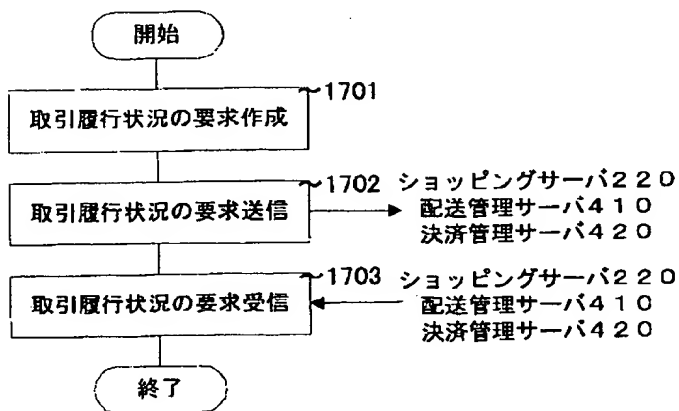 開始
取引履行状況の要求作成
~1701
取引履行状況の要求送信
~1702
ショッピングサーバ220
配送管理サーバ410
決済管理サーバ420
取引履行状況の要求受信
~1703
ショッピングサーバ220
配送管理サーバ410
決済管理サーバ420
終了